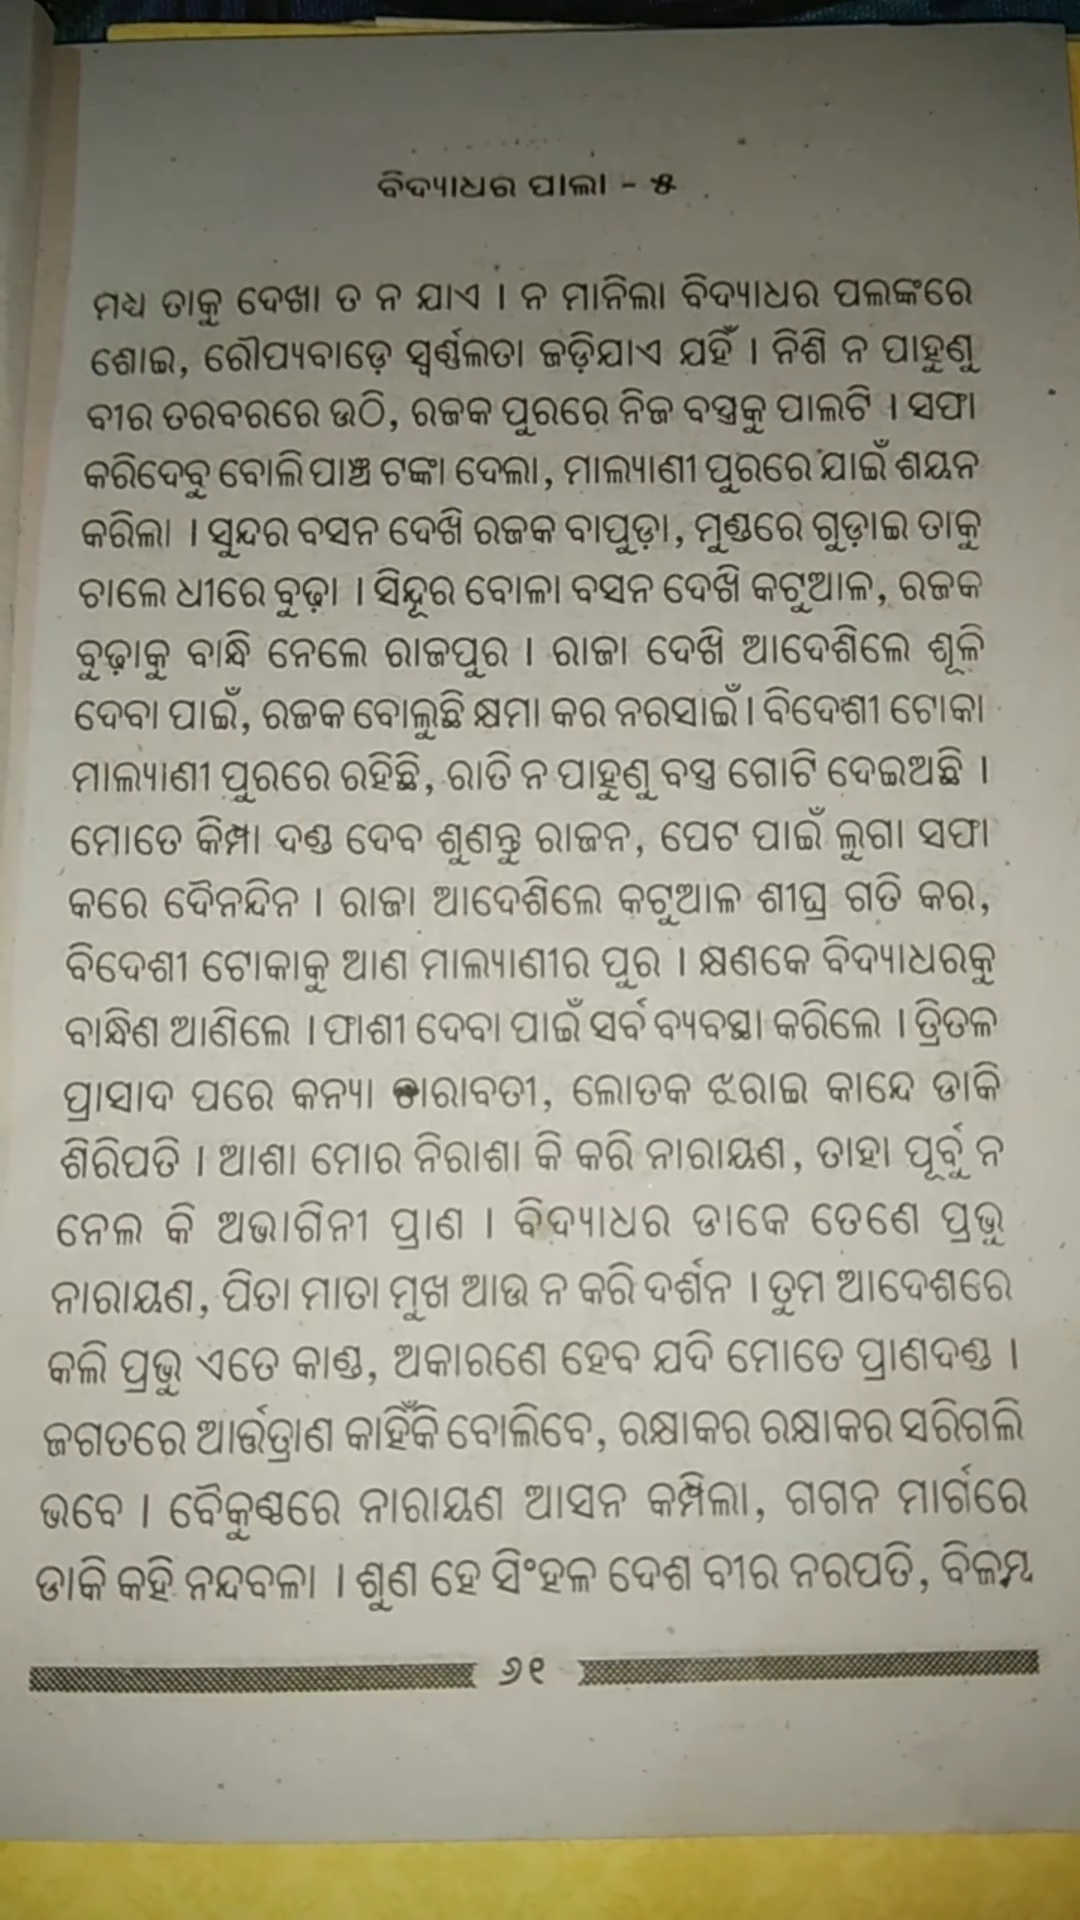 ବିଦ୍ୟାଧର ପାଲା - ୫
ମଧ୍ୟ ତାକୁ ଦେଖା ତ ନ ଯାଏ । ନ ମାନିଲା ବିଦ୍ୟାଧର ପଲଙ୍କରେ
ଶୋଇ, ରୌପ୍ୟବାଡ଼େ ସ୍ୱର୍ଣ୍ଣଲତା ଜଡ଼ିଯାଏ ଯହିଁ । ନିଶି ନ ପାହୁଣୁ
ବୀର ତରବରରେ ଉଠି, ରଜକ ପୁରରେ ନିଜ ବସ୍ତ୍ରକୁ ପାଲଟି । ସଫା
କରିଦେବୁ ବୋଲି ପାଞ୍ଚ ଟଙ୍କା ଦେଲା, ମାଲ୍ୟାଣୀ ପୁରରେ ଯାଇଁ ଶୟନ
କରିଲା । ସୁନ୍ଦର ବସନ ଦେଖି ରଜକ ବାପୁଡ଼ା, ମୁଣ୍ଡରେ ଗୁଡ଼ାଇ ତାକୁ
ଚାଲେ ଧୀରେ ବୁଢ଼ା । ସିନ୍ଦୂର ବୋଳା ବସନ ଦେଖି କଟୁଆଳ, ରଜକ
ବୁଢ଼ାକୁ ବାନ୍ଧି ନେଲେ ରାଜପୁର । ରାଜା ଦେଖି ଆଦେଶିଲେ ଶୂଳି
ଦେବା ପାଇଁ, ରଜକ ବୋଲୁଛି କ୍ଷମା କର ନରସାଇଁ । ବିଦେଶୀ ଟୋକା
ମାଲ୍ୟାଣୀ ପୁରରେ ରହିଛି, ରାତି ନ ପାହୁଣୁ ବସ୍ତ୍ର ଗୋଟି ଦେଇଅଛି ।
ମୋତେ କିମ୍ପା ଦଣ୍ଡ ଦେବ ଶୁଣନ୍ତୁ ରାଜନ, ପେଟ ପାଇଁ ଲୁଗା ସଫା
କରେ ଦୈନନ୍ଦିନ । ରାଜା ଆଦେଶିଲେ କଟୁଆଳ ଶୀଘ୍ର ଗତି କର,
ବିଦେଶୀ ଟୋକାକୁ ଆଣ ମାଲ୍ୟାଣୀର ପୁର । କ୍ଷଣକେ ବିଦ୍ୟାଧରକୁ
ବାନ୍ଧିଣ ଆଣିଲେ । ଫାଶୀ ଦେବା ପାଇଁ ସର୍ବ ବ୍ୟବସ୍ଥା କରିଲେ । ତ୍ରିତଳ
ପ୍ରାସାଦ ପରେ କନ୍ୟା ତାରାବତୀ, ଲୋତକ ଝରାଇ କାନ୍ଦେ ଡାକି
ଶିରିପତି । ଆଶା ମୋର ନିରାଶା କି କରି ନାରାୟଣ, ତାହା ପୂର୍ବୁ ନ
ନେଲ କି ଅଭାଗିନୀ ପ୍ରାଣ । ବିଦ୍ୟାଧର ଡାକେ ତେଣେ ପ୍ରଭୁ
ନାରାୟଣ, ପିତା ମାତା ମୁଖ ଆଉ ନ କରି ଦର୍ଶନ । ତୁମ ଆଦେଶରେ
କଲି ପ୍ରଭୁ ଏତେ କାଣ୍ଡ, ଅକାରଣେ ହେବ ଯଦି ମୋତେ ପ୍ରାଣଦଣ୍ଡ ।
ଜଗତରେ ଆର୍ତ୍ତତ୍ରାଣ କାହିଁକି ବୋଲିବେ, ରକ୍ଷାକର ରକ୍ଷାକର ସରିଗଲି
ଭବେ । ବୈକୁଣ୍ଠରେ ନାରାୟଣ ଆସନ କମ୍ପିଲା, ଗଗନ ମାର୍ଗରେ
ଡାକି କହି ନନ୍ଦବଳା । ଶୁଣ ହେ ସିଂହଳ ଦେଶ ବୀର ନରପତି, ବିଳମ୍ବ
୬୧